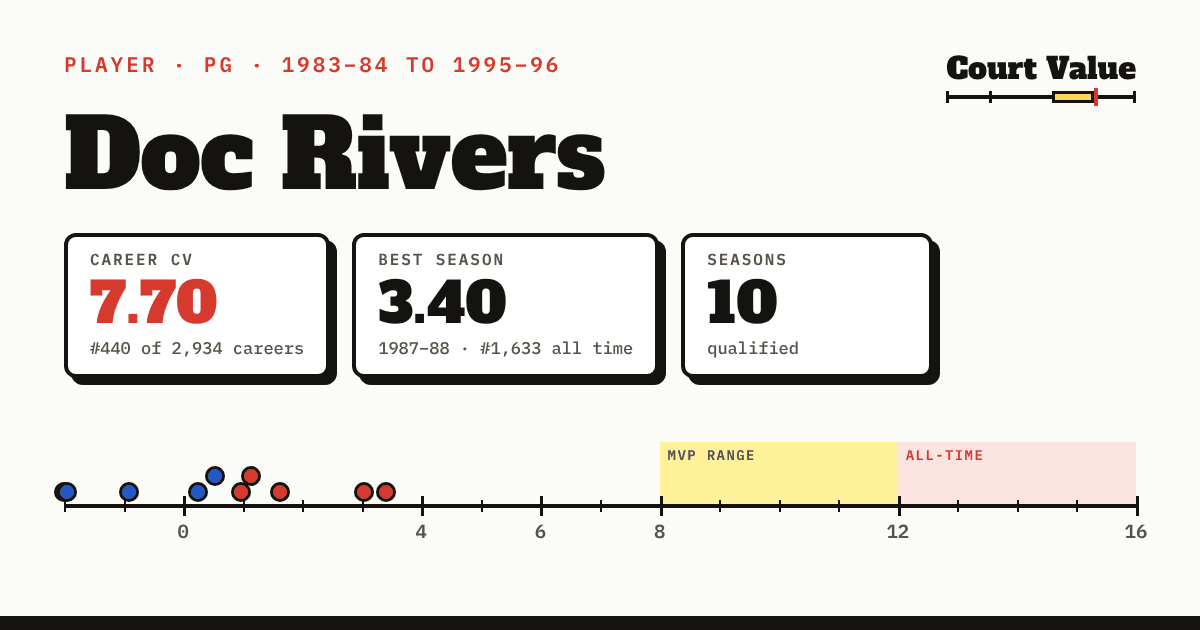 PLAYER · PG · 1983–84 TO 1995–96
Court Value
Doc Rivers
CAREER CV
7.70
#440 of 2,934 careers
BEST SEASON
3.40
1987–88 · #1,633 all time
SEASONS
10
qualified
MVP RANGE
ALL-TIME
0
4
6
8
12
16